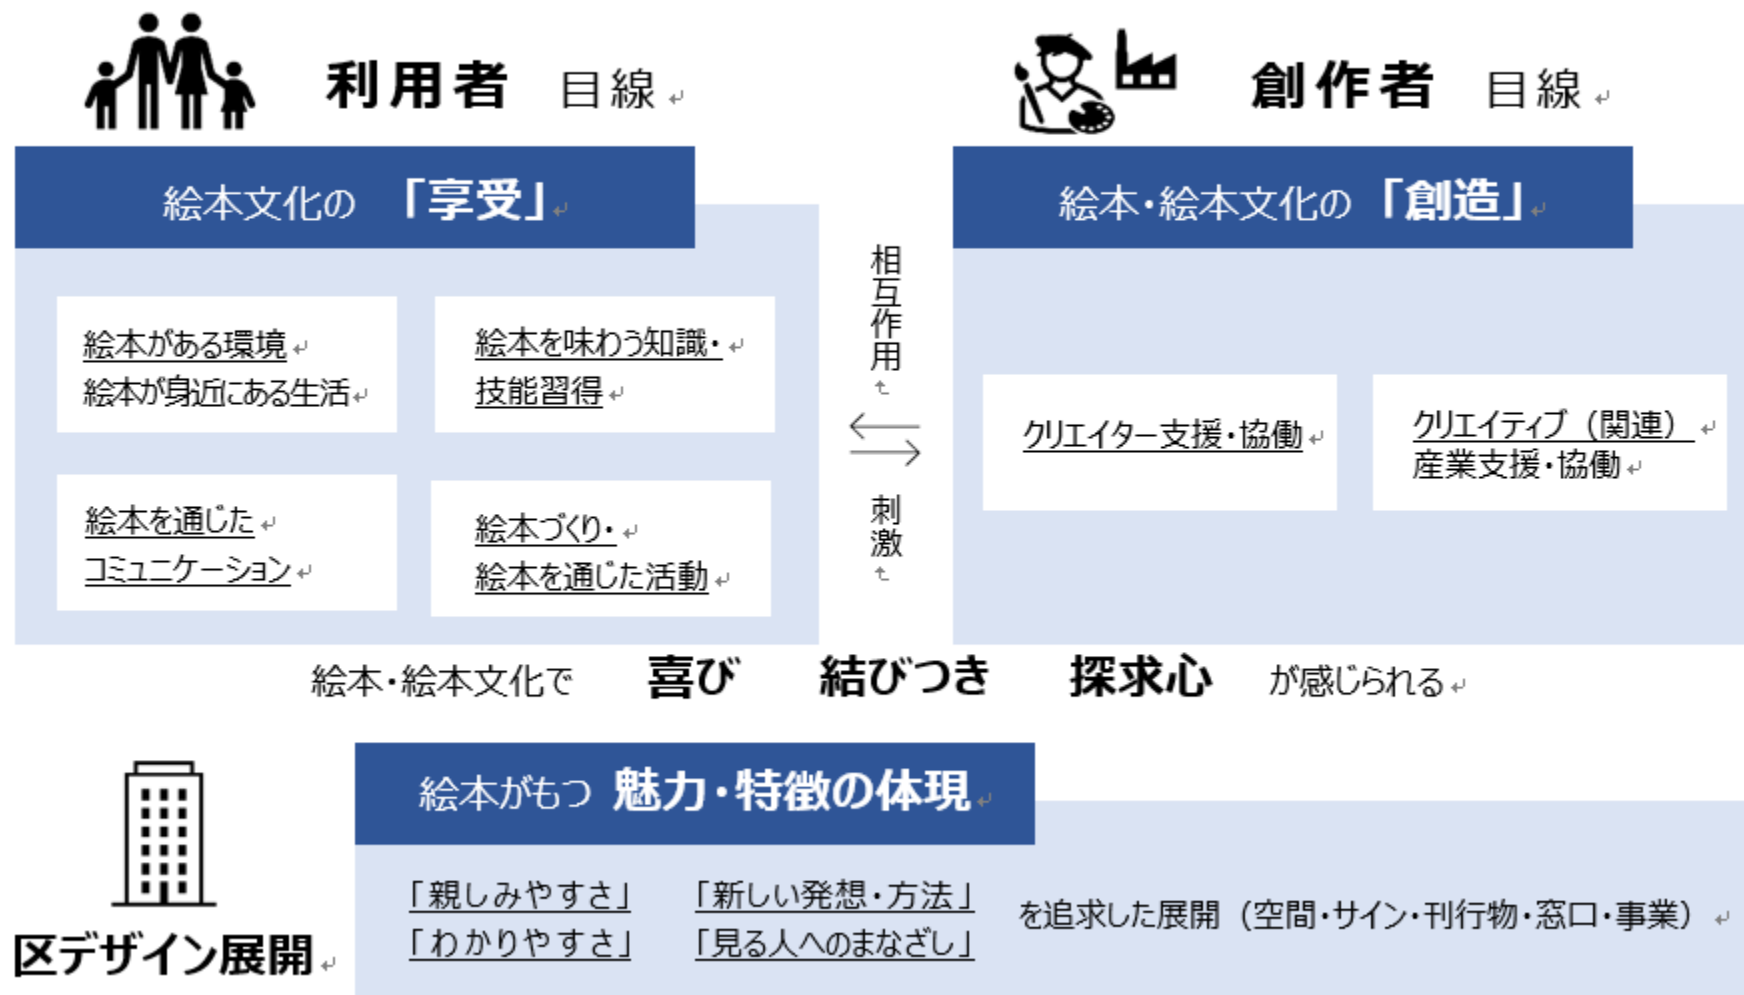 利用者 目線
絵本文化の 「享受」
絵本がある環境
絵本が身近にある生活
絵本を味わう知識・
技能習得
絵本を通じた
コミュニケーション
絵本づくり・
絵本を通じた活動
相互作用
刺激
創作者 目線
絵本・絵本文化の 「創造」
クリエイター支援・協働
クリエイティブ（関連）
産業支援・協働
絵本・絵本文化で 喜び 結びつき 探求心 が感じられる
区デザイン展開
絵本がもつ 魅力・特徴の体現
「親しみやすさ」 「新しい発想・方法」
「わかりやすさ」 「見る人へのまなざし」
を追求した展開（空間・サイン・刊行物・窓口・事業）